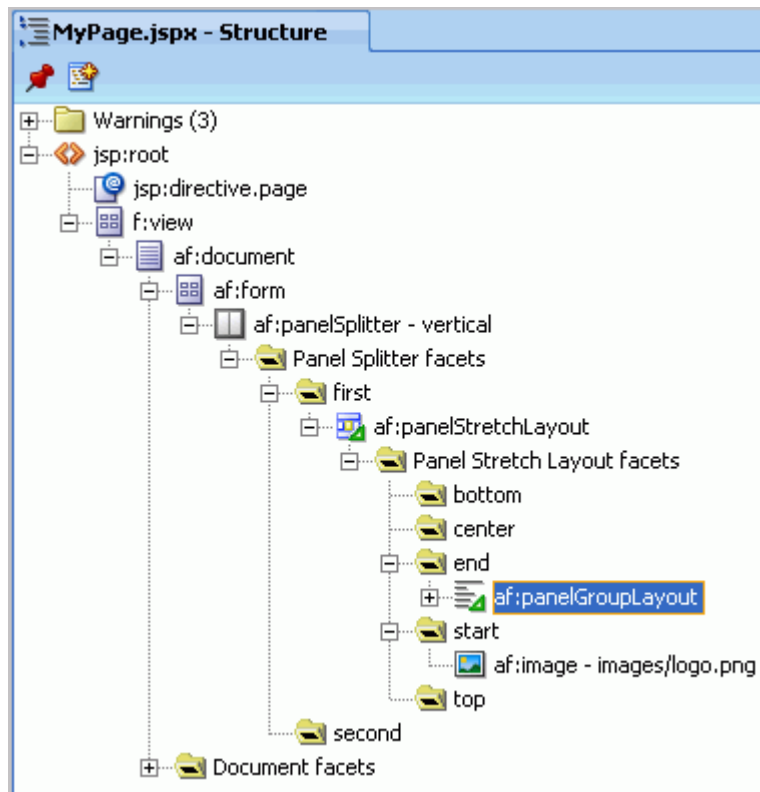 MyPage.jspx - Structure
Warnings (3)
jsp:root
jsp:directive.page
f:view
af:document
af:form
af:panelSplitter - vertical
Panel Splitter facets
first
af:panelStretchLayout
Panel Stretch Layout facets
bottom
center
end
af:panelGroupLayout
start
af:image - images/logo.png
top
second
Document facets